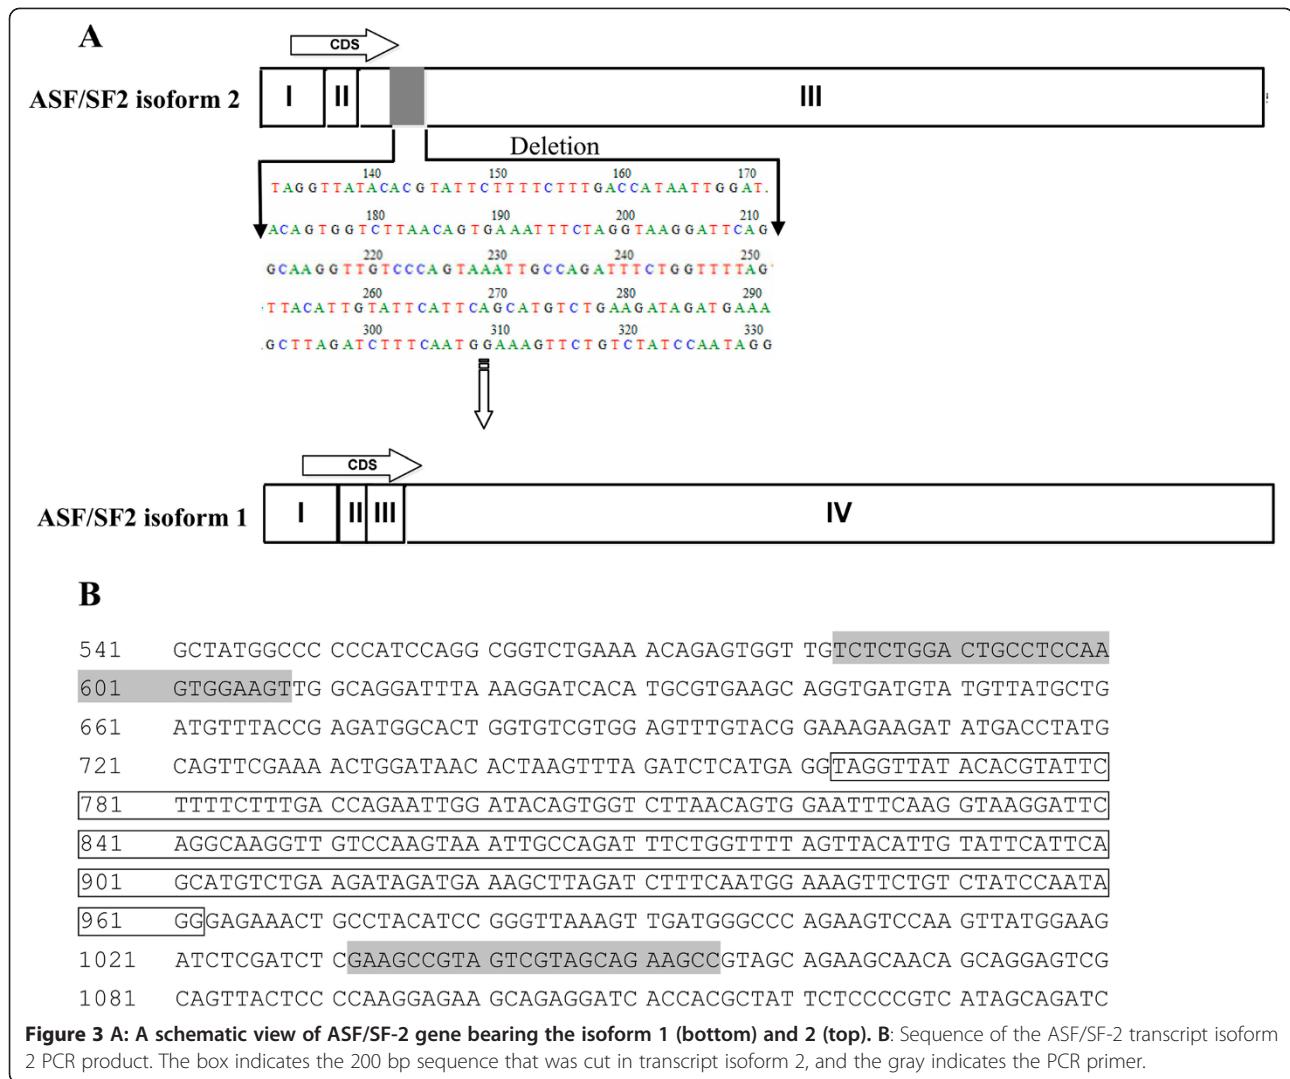 A
CDS
ASF/SF2 isoform 2
I II III
Deletion
140 150 160 170
TAGGTTATACACGTATTCTTTTCTTTGACCATAATTGGAT.
180 190 200 210
ACAGTGGTCTTAACAGTGAAATTTCTAGGTAAGGATTCAG
220 230 240 250
GCAAGGTTGTCCCAGTAAATTGCCAGATTTCTGGTTTTAG
260 270 280 290
TTACATTGTATTCATTCAGCATGTCTGAAGATAGATGAAA
300 310 320 330
GCTTAGATCTTTCAATGGAAAGTTCTGTCTATCCAATAGG
CDS
ASF/SF2 isoform 1
I II III IV
B
541 GCTATGGCCC CCCATCCAGG CGGTCTGAAA ACAGAGTGGT TGTCTCTGGA CTGCCTCCAA
601 GTGGAAGTTG GCAGGATTTA AAGGATCACA TGCGTGAAGC AGGTGATGTA TGTTATGCTG
661 ATGTTTACCG AGATGGCACT GGTGTCGTGG AGTTTGTACG GAAAGAAGAT ATGACCTATG
721 CAGTTCGAAA ACTGGATAAC ACTAAGTTTA GATCTCATGA GGTAGGTTAT ACACGTATTC
781 TTTTCTTTGA CCAGAATTGG ATACAGTGGT CTTAACAGTG GAATTTCAAG GTAAGGATTC
841 AGGCAAGGTT GTCCAAGTAA ATTGCCAGAT TTCTGGTTTT AGTTACATTG TATTCATTCA
901 GCATGTCTGA AGATAGATGA AAGCTTAGAT CTTTCAATGG AAAGTTCTGT CTATCCAATA
961 GGGAGAAACT GCCTACATCC GGGTTAAAGT TGATGGGCCC AGAAGTCCAA GTTATGGAAG
1021 ATCTCGATCT CGAAGCCGTA GTCGTAGCAG AAGCCGTAGC AGAAGCAACA GCAGGAGTCG
1081 CAGTTACTCC CCAAGGAGAA GCAGAGGATC ACCACGCTAT TCTCCCCGTC ATAGCAGATC
Figure 3 A: A schematic view of ASF/SF-2 gene bearing the isoform 1 (bottom) and 2 (top). B: Sequence of the ASF/SF-2 transcript isoform
2 PCR product. The box indicates the 200 bp sequence that was cut in transcript isoform 2, and the gray indicates the PCR primer.